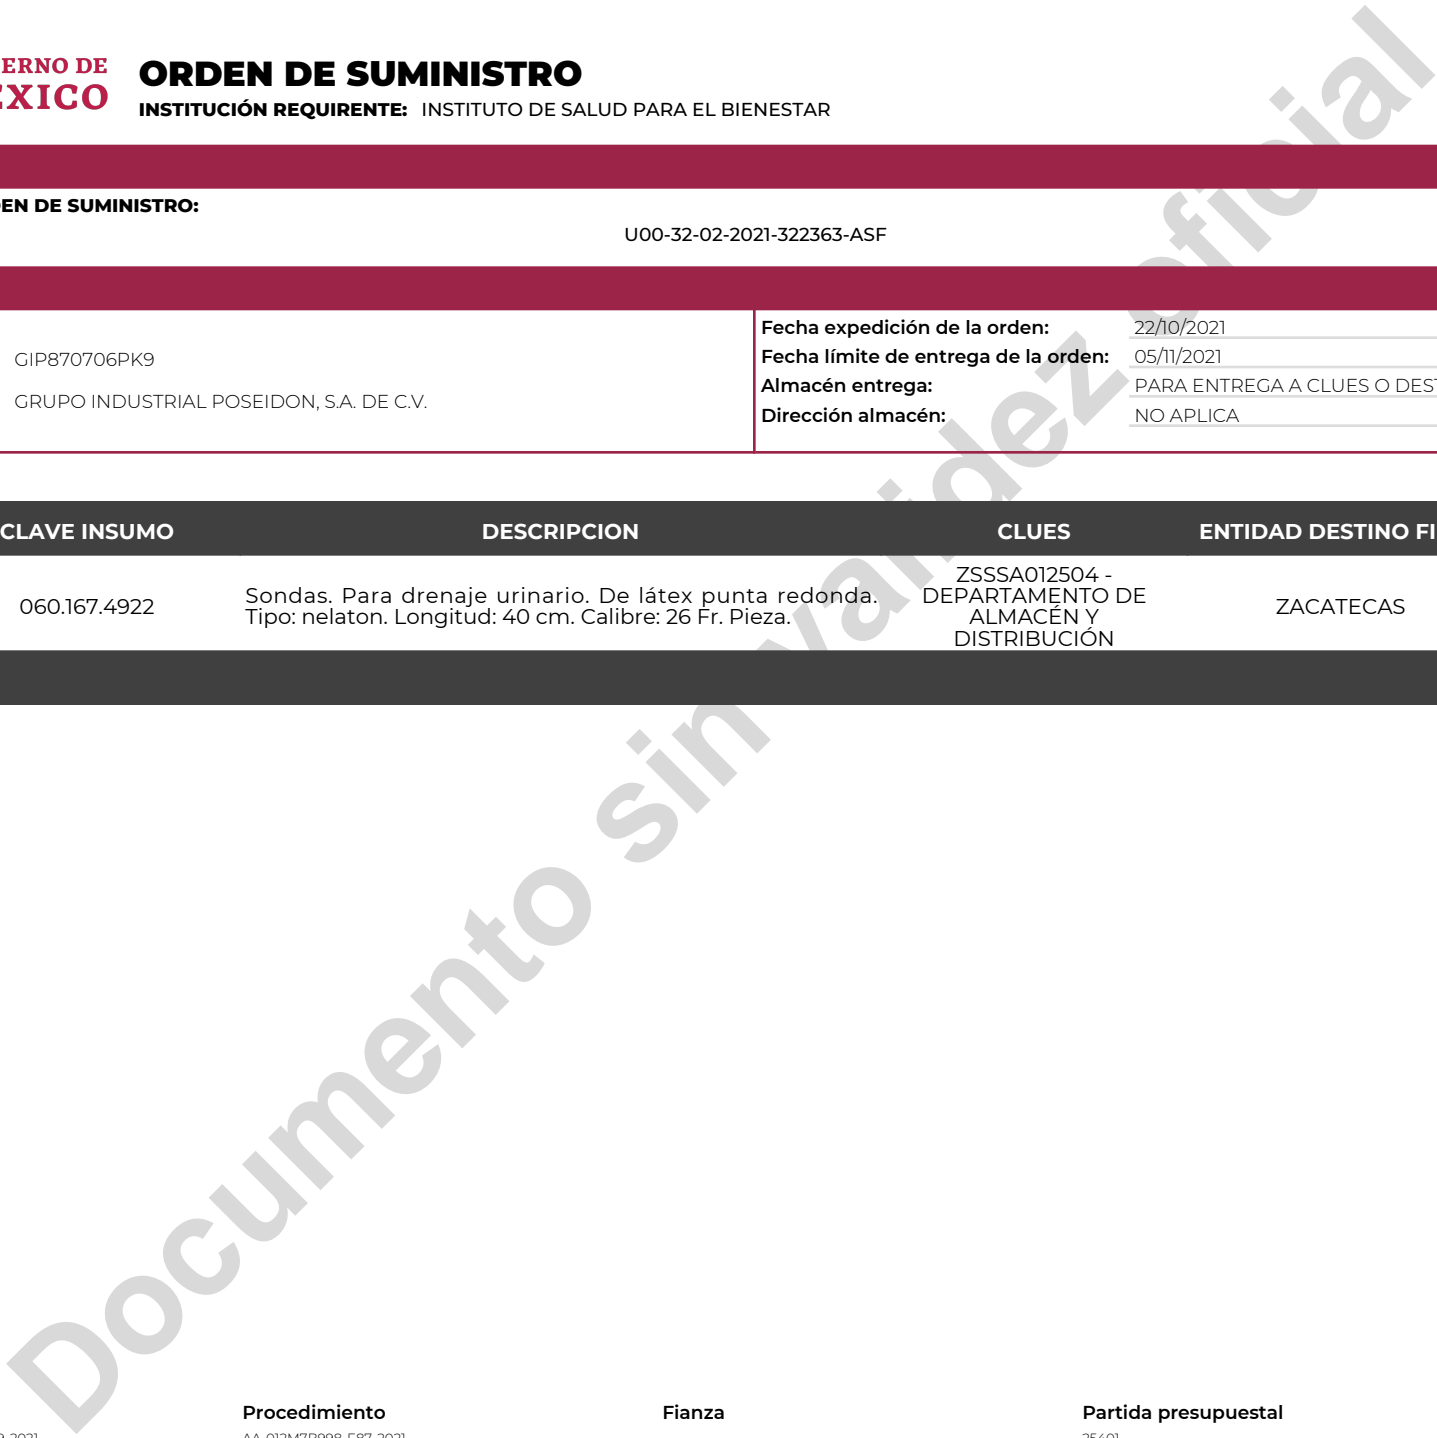 ERNO DE
ORDEN DE SUMINISTRO
XICO
INSTITUCIÓN REQUIRENTE: INSTITUTO DE SALUD PARA EL BIENESTAR
EN DE SUMINISTRO:
U00-32-02-2021-322363-ASF
Fecha expedición de la orden: 22/10/2021
GIP870706PK9
Fecha límite de entrega de la orden: 05/11/2021
Almacén entrega: PARA ENTREGA A CLUES O DEST
GRUPO INDUSTRIAL POSEIDON, S.A. DE C.V.
Dirección almacén: NO APLICA
CLAVE INSUMO DESCRIPCION CLUES ENTIDAD DESTINO FI
060.167.4922
Sondas. Para drenaje urinario. De látex punta redonda.
Tipo: nelaton. Longitud: 40 cm. Calibre: 26 Fr. Pieza.
ZSSSA012504 -
DEPARTAMENTO DE
ALMACÉN Y
DISTRIBUCIÓN
ZACATECAS
Documento sin validez oficial
Procedimiento Fianza Partida presupuestal